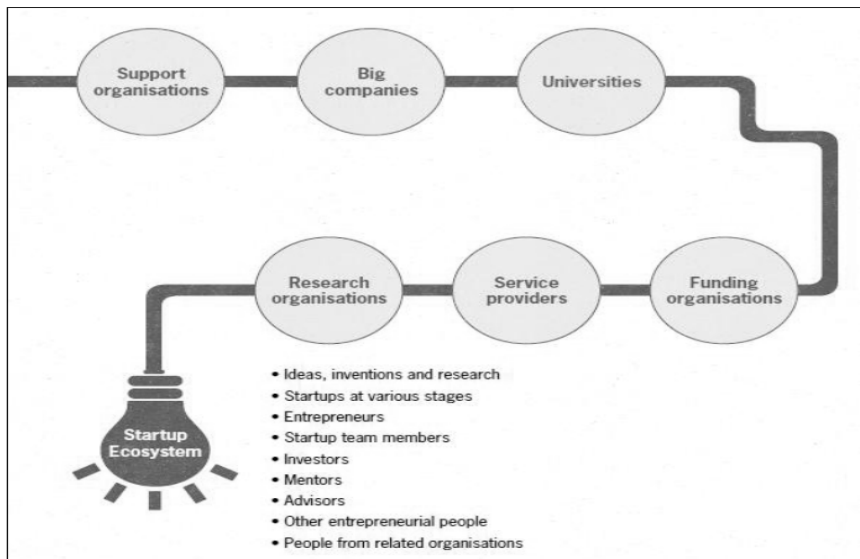 Support
organisations
Big
companies
Universities
Research
organisations
Service
providers
Funding
organisations
Startup
Ecosystem
• Ideas, inventions and research
• Startups at various stages
• Entrepreneurs
• Startup team members
• Investors
• Mentors
• Advisors
• Other entrepreneurial people
• People from related organisations